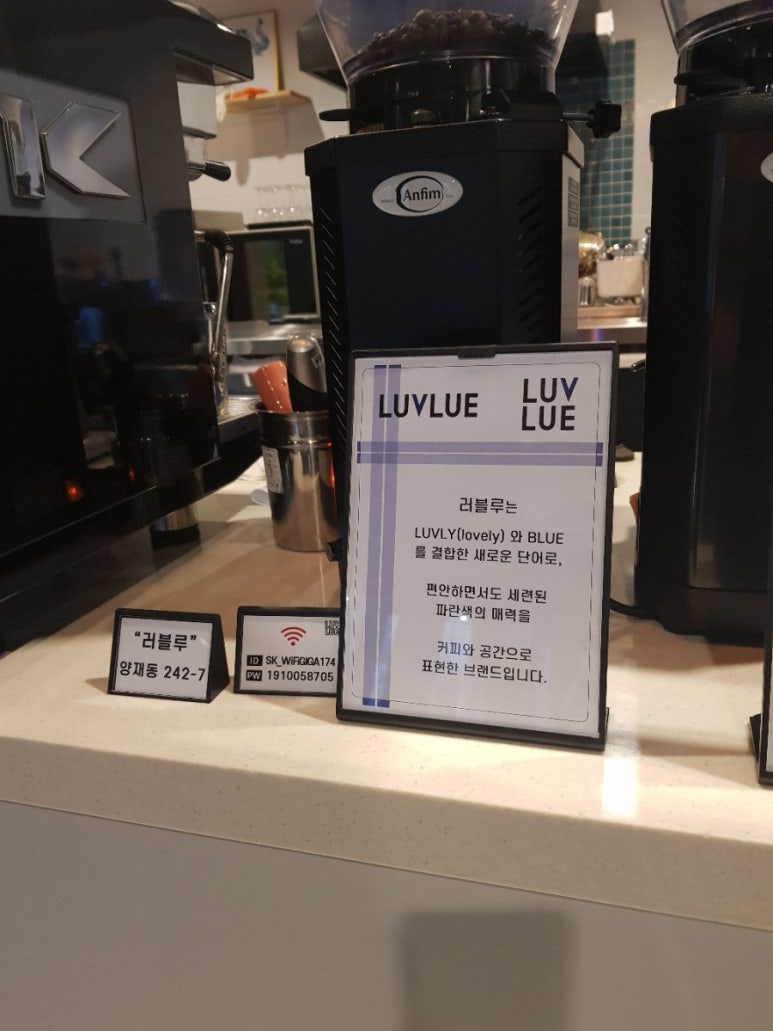 Anfim
LUVLUE
LUV
LUE
러블루는
LUVLY(lovely) 와 BLUE
를 결합한 새로운 단어로,
편안하면서도 세련된
파란색의 매력을
커피와 공간으로
표현한 브랜드입니다.
"러블루"
양재동 242-7
ID SK_WiFiGIGA174
PW 1910058705